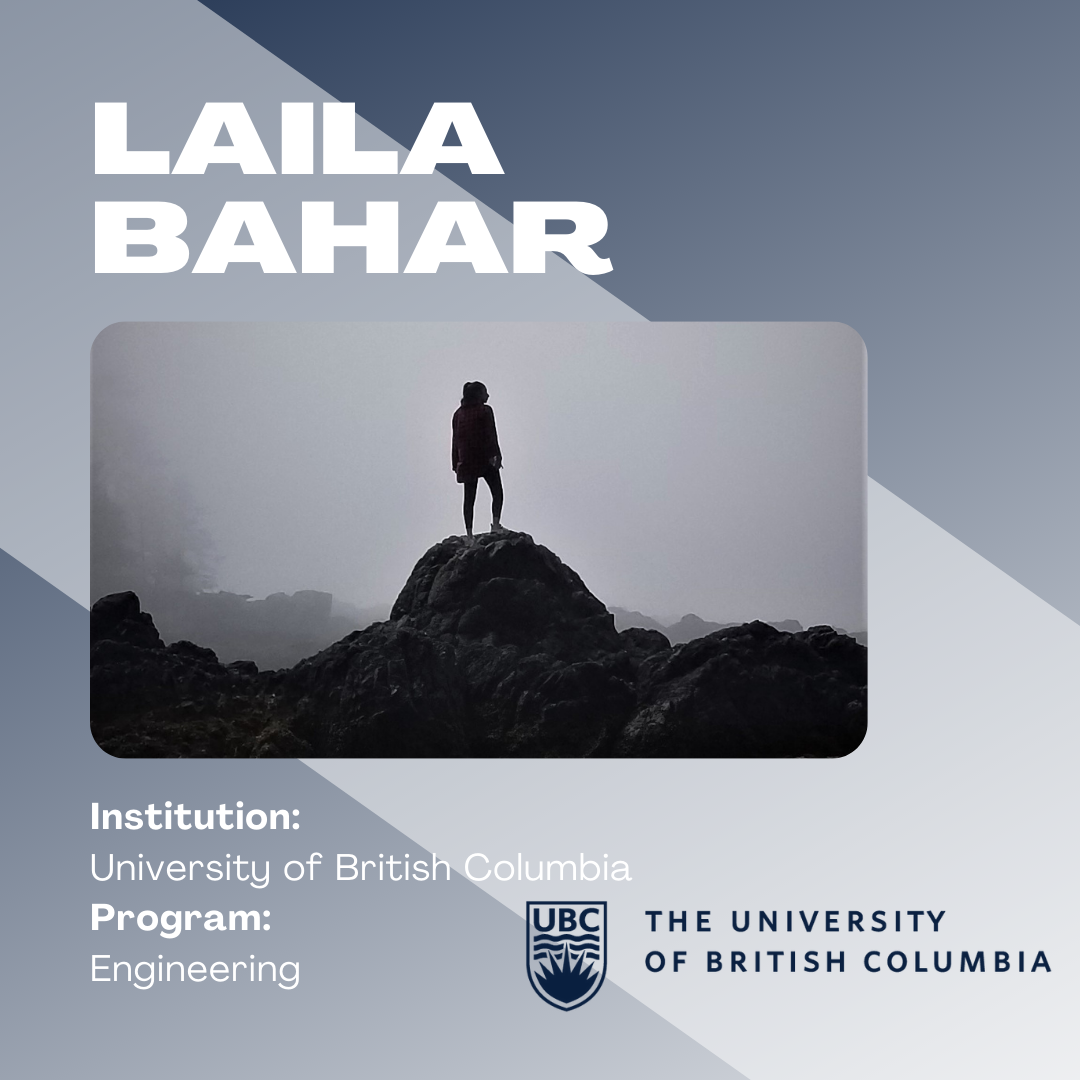 LAILA
BAHAR
Institution:
University of British Columbia
Program:
Engineering
UBC
THE UNIVERSITY
OF BRITISH COLUMBIA